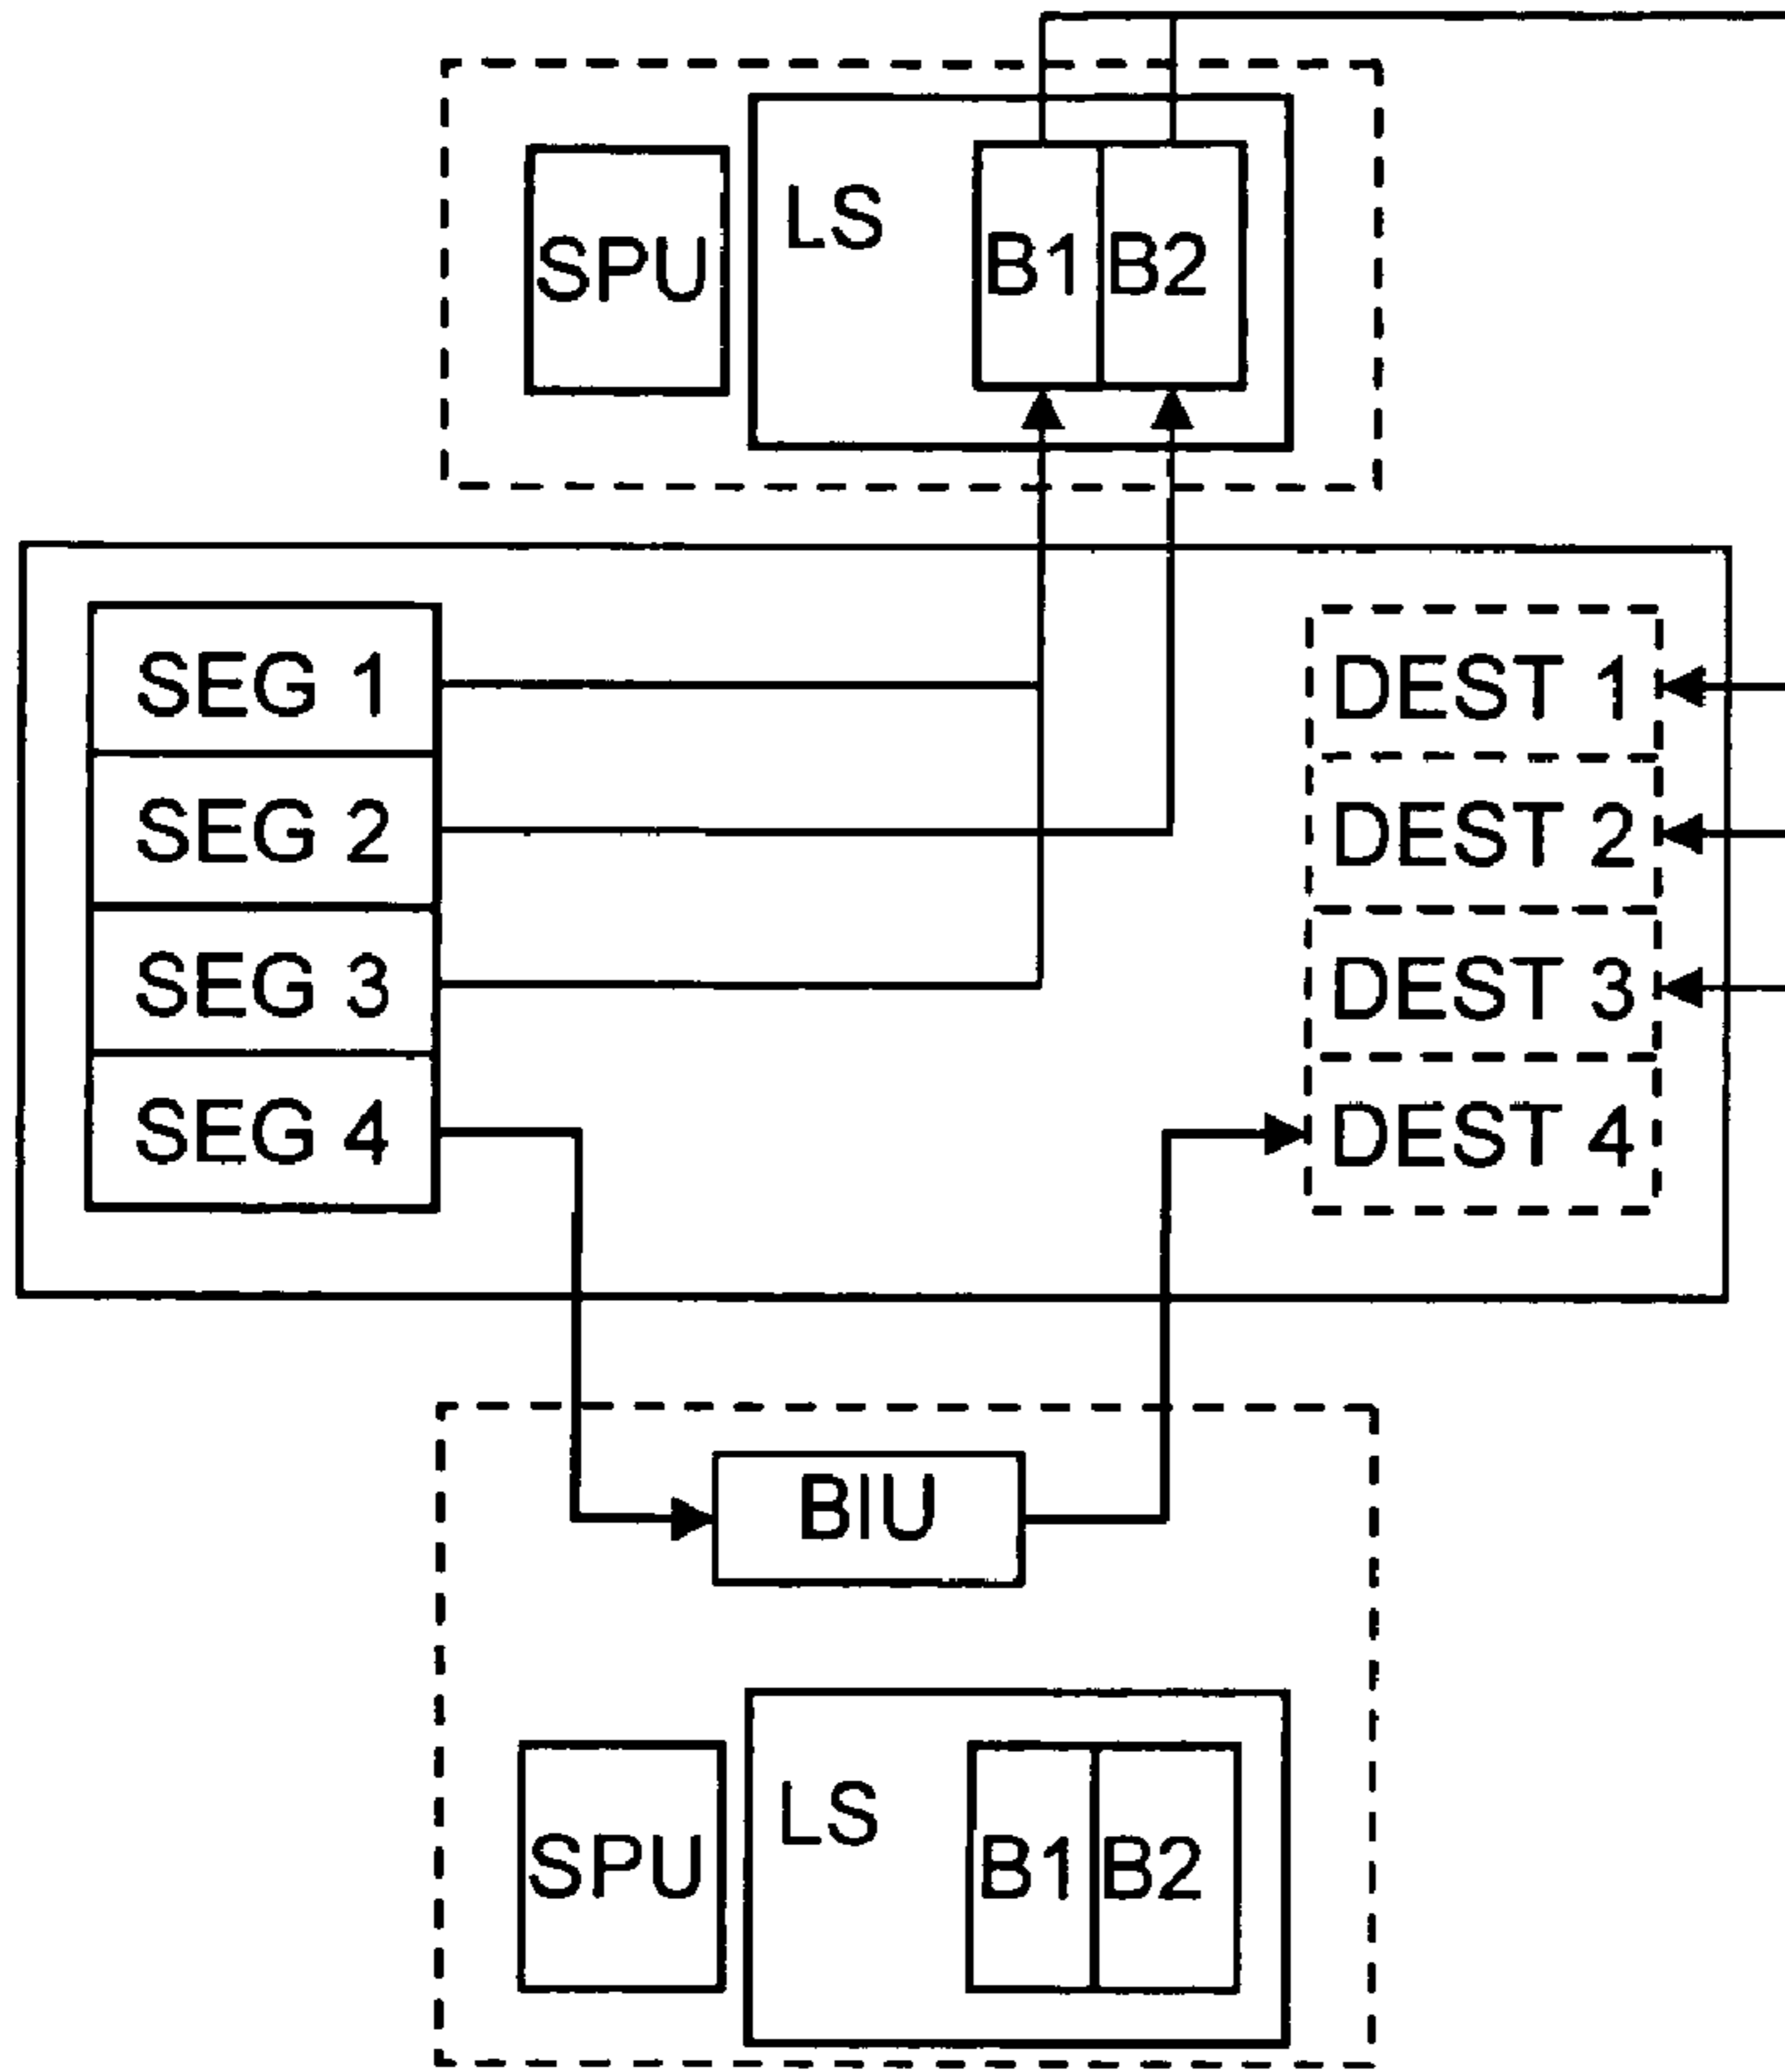 SPU
LS
B1
B2
SEG 1
SEG 2
SEG 3
SEG 4
DEST 1
DEST 2
DEST 3
DEST 4
BIU
SPU
LS
B1
B2